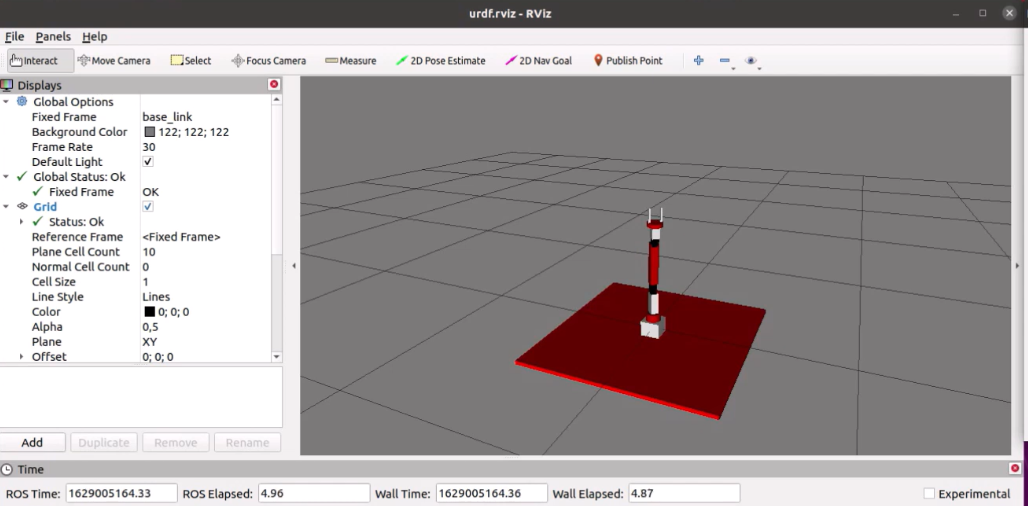 urdf.rviz - RViz
File Panels Help
Interact Move Camera Select Focus Camera Measure 2D Pose Estimate 2D Nav Goal Publish Point
Displays
Global Options
Fixed Frame base_link
Background Color 122; 122; 122
Frame Rate 30
Default Light
Global Status: Ok
Fixed Frame OK
Grid
Status: Ok
Reference Frame <Fixed Frame>
Plane Cell Count 10
Normal Cell Count 0
Cell Size 1
Line Style Lines
Color 0; 0; 0
Alpha 0,5
Plane XY
Offset 0; 0; 0
Add Duplicate Remove Rename
Time
ROS Time: 1629005164.33 ROS Elapsed: 4.96 Wall Time: 1629005164.36 Wall Elapsed: 4.87 Experimental